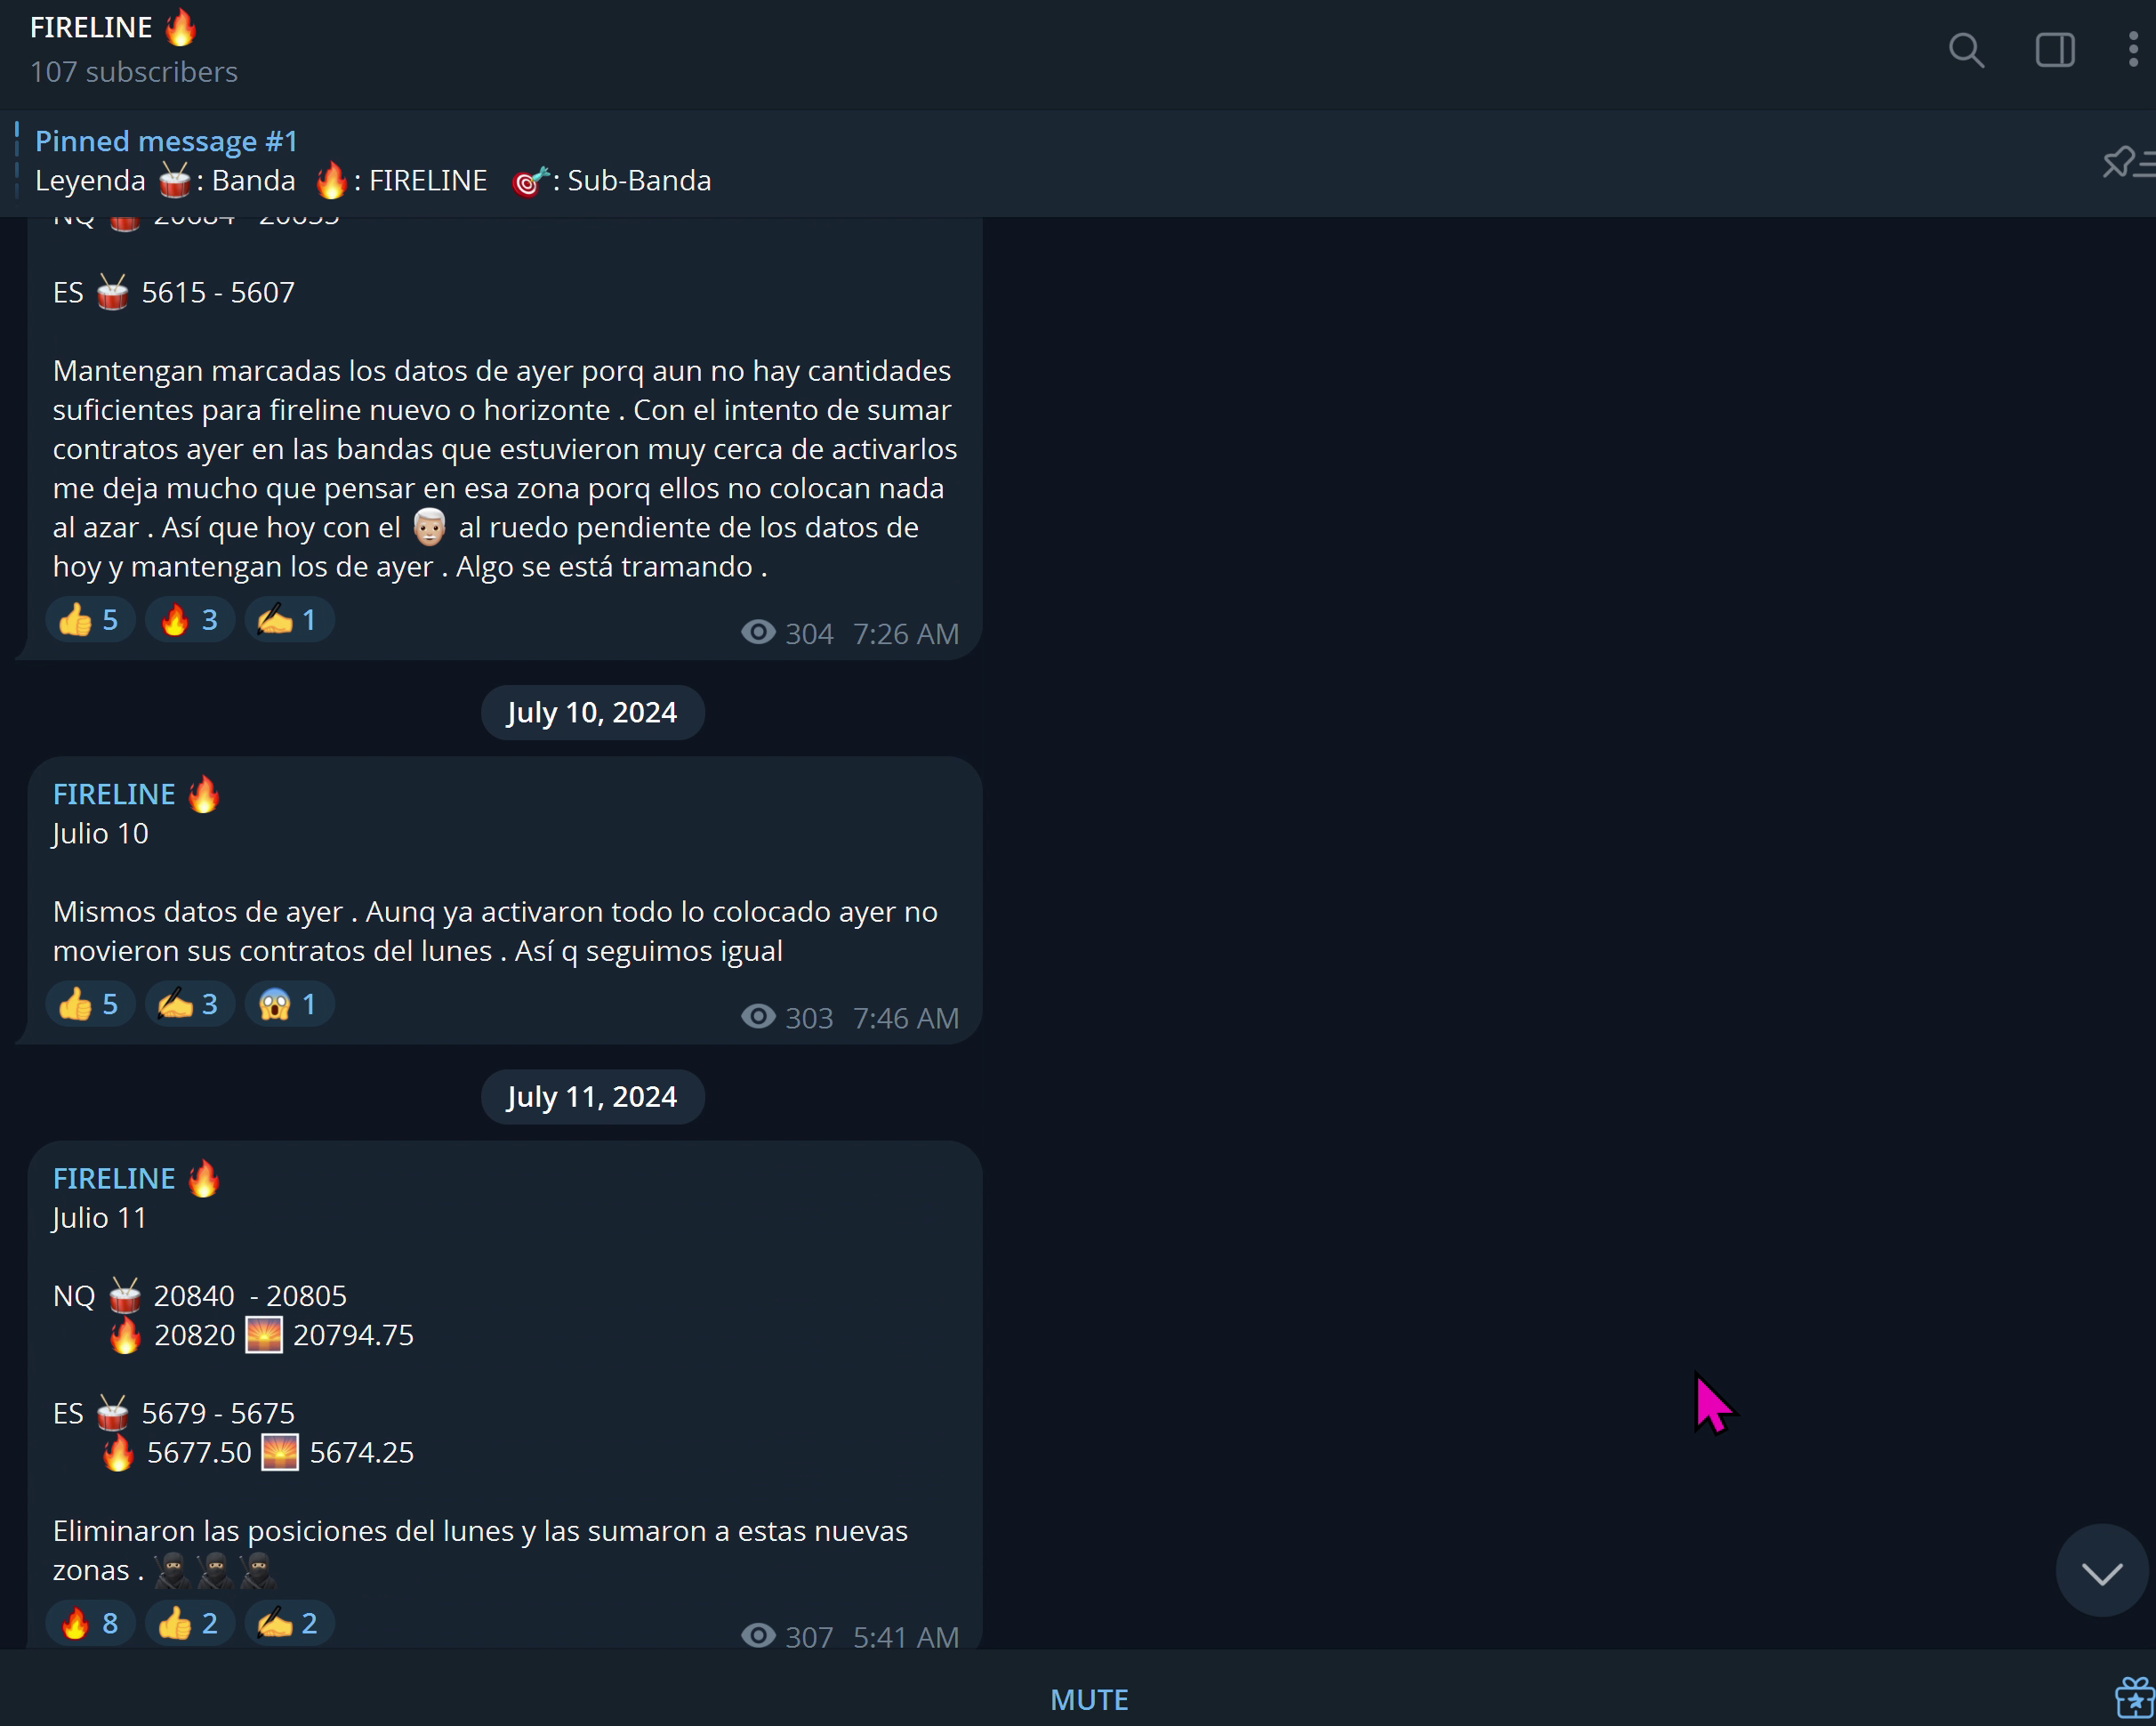 FIRELINE 🔥
107 subscribers
Pinned message #1
Leyenda 🥁: Banda 🔥: FIRELINE 🎯: Sub-Banda
NQ 🥁
ES 🥁 5615 - 5607
Mantengan marcadas los datos de ayer porq aun no hay cantidades
suficientes para fireline nuevo o horizonte . Con el intento de sumar
contratos ayer en las bandas que estuvieron muy cerca de activarlos
me deja mucho que pensar en esa zona porq ellos no colocan nada
al azar . Así que hoy con el 👨🏼‍🦳 al ruedo pendiente de los datos de
hoy y mantengan los de ayer . Algo se está tramando .
👍 5 🔥 3 ✍️ 1 304 7:26 AM
July 10, 2024
FIRELINE 🔥
Julio 10
Mismos datos de ayer . Aunq ya activaron todo lo colocado ayer no
movieron sus contratos del lunes . Así q seguimos igual
👍 5 ✍️ 3 😱 1 303 7:46 AM
July 11, 2024
FIRELINE 🔥
Julio 11
NQ 🥁 20840 - 20805
🔥 20820 🌅 20794.75
ES 🥁 5679 - 5675
🔥 5677.50 🌅 5674.25
Eliminaron las posiciones del lunes y las sumaron a estas nuevas
zonas . 🥷🥷🥷
🔥 8 👍 2 ✍️ 2 307 5:41 AM
MUTE